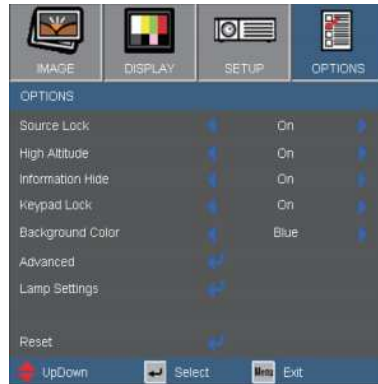 IMAGE DISPLAY SETUP OPTIONS
OPTIONS
Source Lock On
High Altitude On
Information Hide On
Keypad Lock On
Background Color Blue
Advanced
Lamp Settings
Reset
UpDown Select Menu Exit